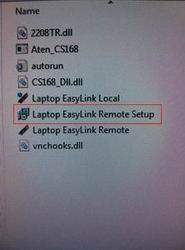 Name
2208TR.dll
Aten_CS168
autorun
CS168_Dll.dll
Laptop EasyLink Local
Laptop EasyLink Remote Setup
Laptop EasyLink Remote
vnchooks.dll